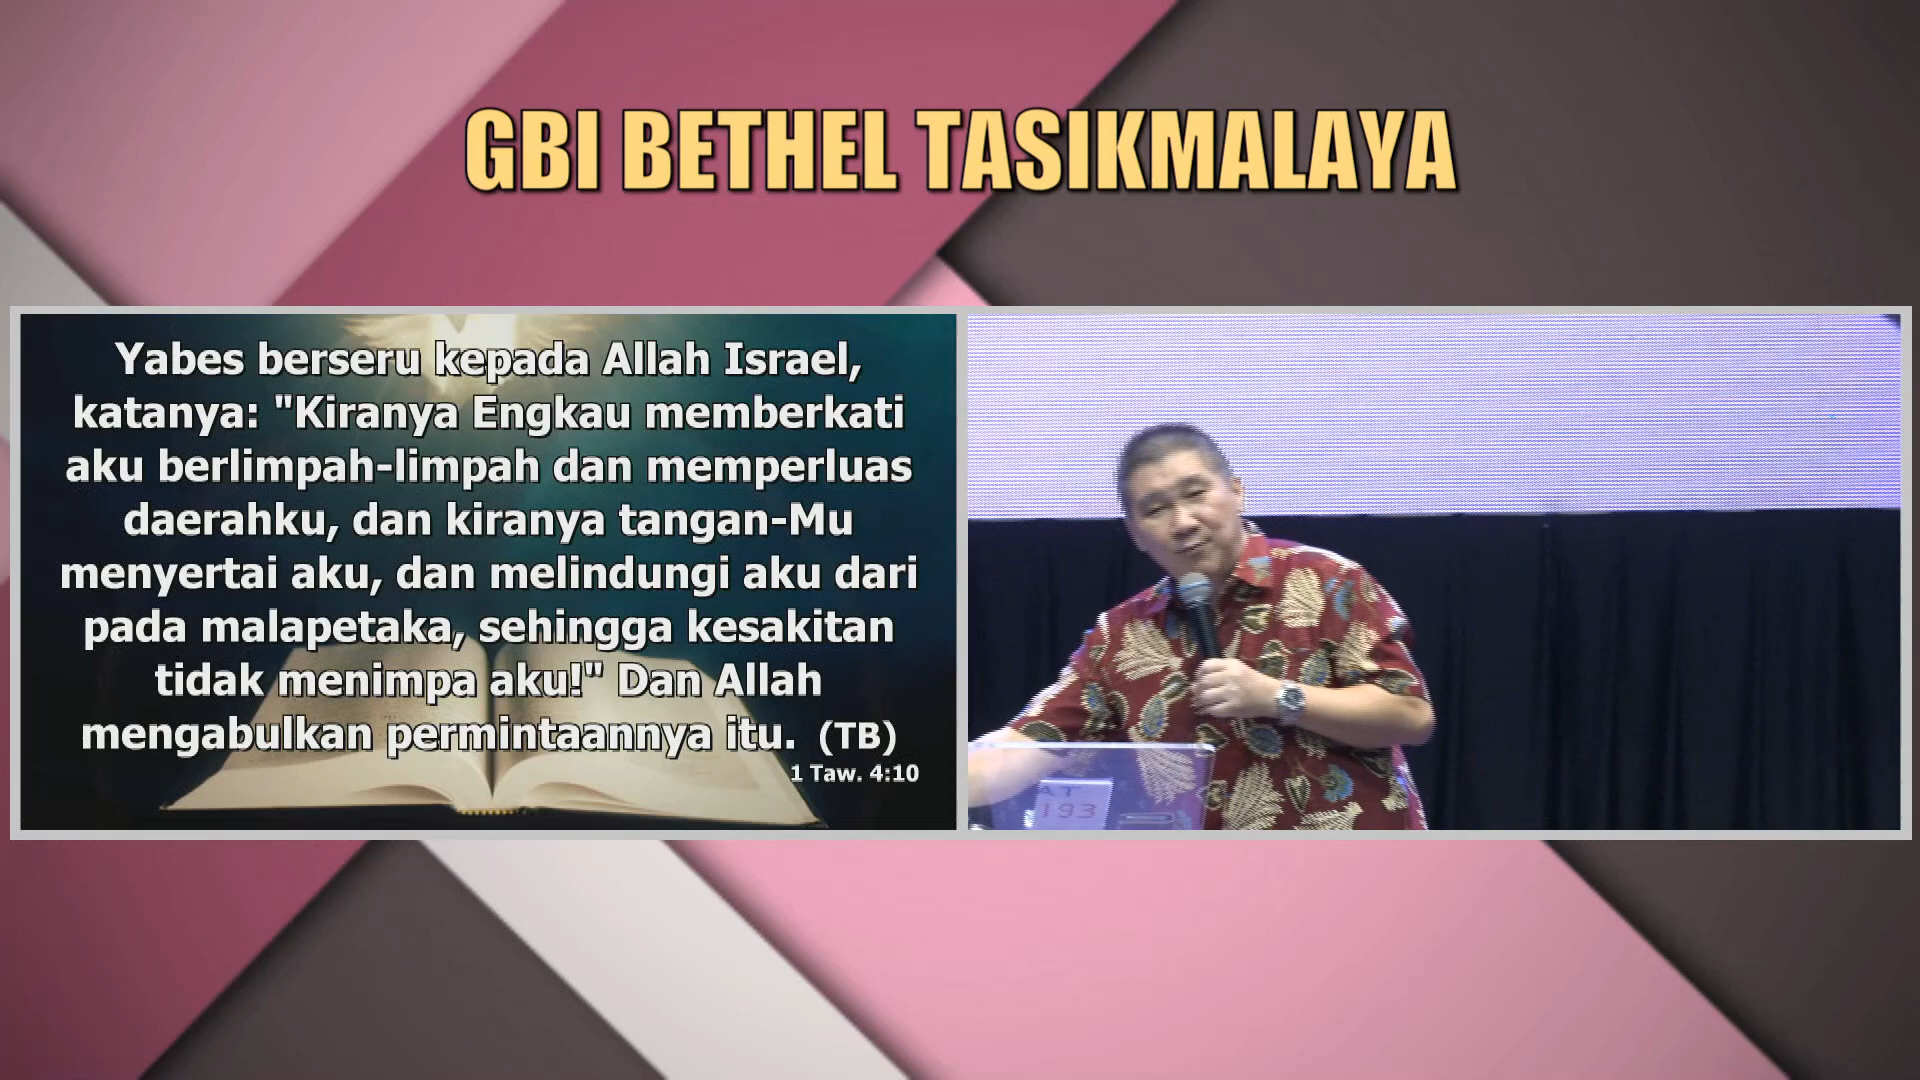 GBI BETHEL TASIKMALAYA
Yabes berseru kepada Allah Israel,
katanya: "Kiranya Engkau memberkati
aku berlimpah-limpah dan memperluas
daerahku, dan kiranya tangan-Mu
menyertai aku, dan melindungi aku dari
pada malapetaka, sehingga kesakitan
tidak menimpa aku!" Dan Allah
mengabulkan permintaannya itu. (TB)
1 Taw. 4:10
193